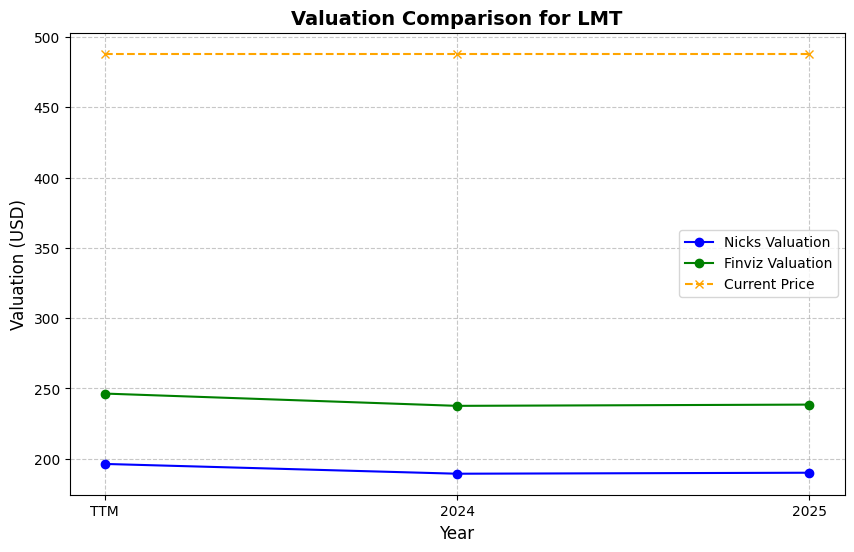 Valuation Comparison for LMT
500
450
400
350
300
250
200
Valuation (USD)
Nicks Valuation
Finviz Valuation
Current Price
TTM
2024
2025
Year